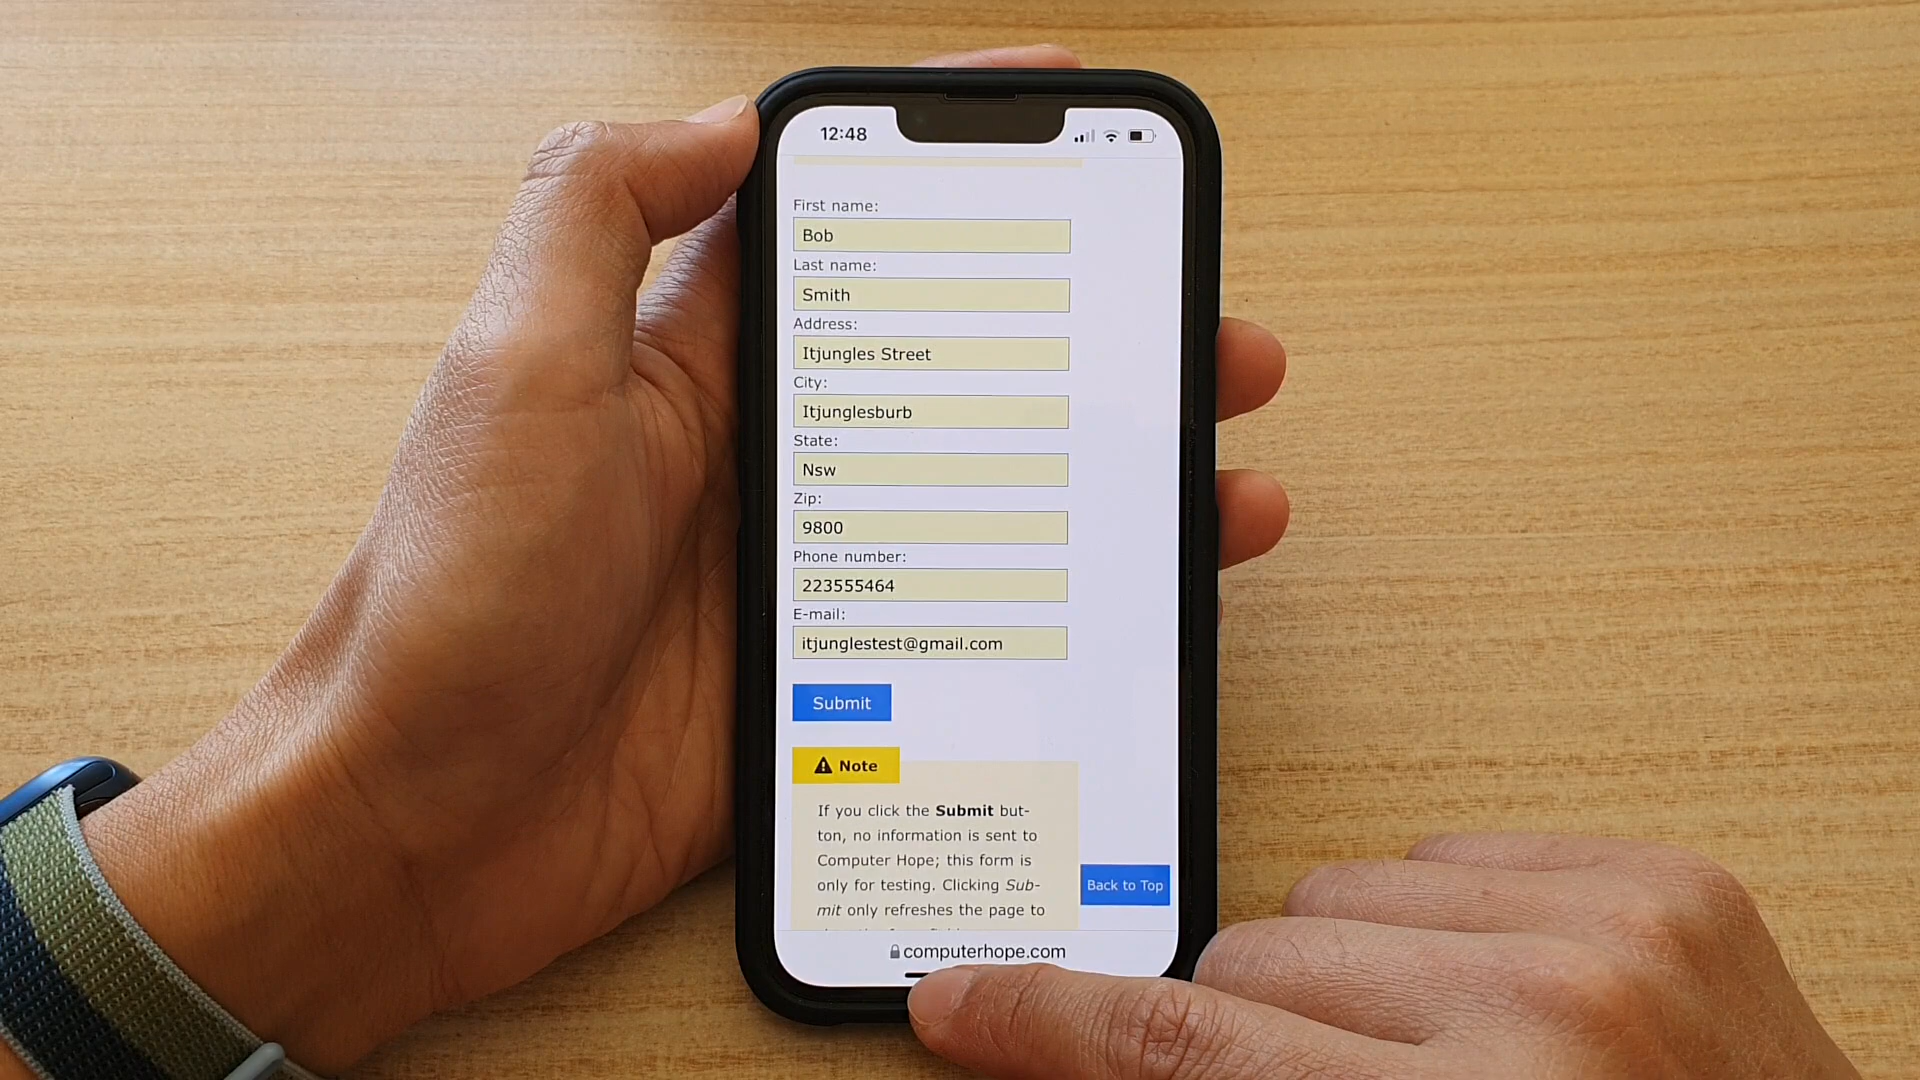 12:48
First name:
Bob
Last name:
Smith
Address:
Itjungles Street
City:
Itjunglesburb
State:
Nsw
Zip:
9800
Phone number:
223555464
E-mail:
itjunglestest@gmail.com
Submit
Note
If you click the Submit but-
ton, no information is sent to
Computer Hope; this form is
only for testing. Clicking Sub-
mit only refreshes the page to
Back to Top
computerhope.com